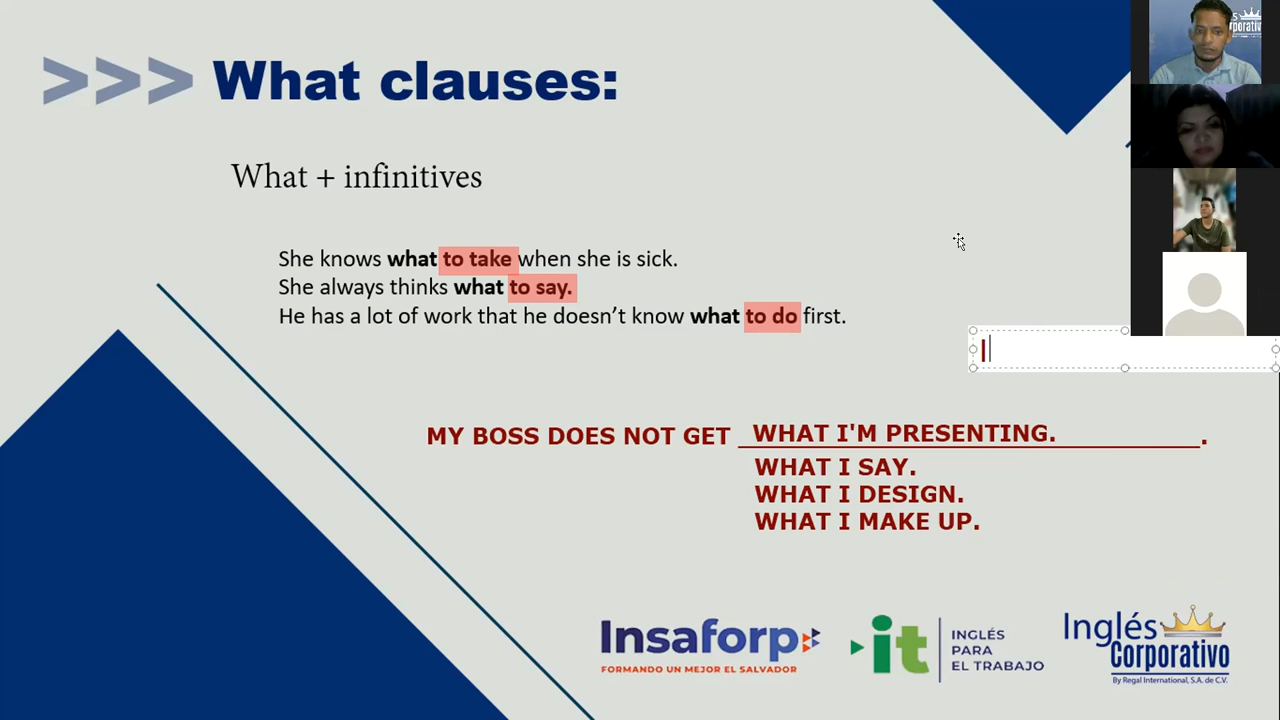 >>> What clauses:
What + infinitives
She knows what to take when she is sick.
She always thinks what to say.
He has a lot of work that he doesn’t know what to do first.
I
MY BOSS DOES NOT GET WHAT I'M PRESENTING.____________.
WHAT I SAY.
WHAT I DESIGN.
WHAT I MAKE UP.
Insaforp
FORMANDO UN MEJOR EL SALVADOR
it
INGLÉS
PARA
EL TRABAJO
Inglés
Corporativo
By Regal International, S.A. de C.V.